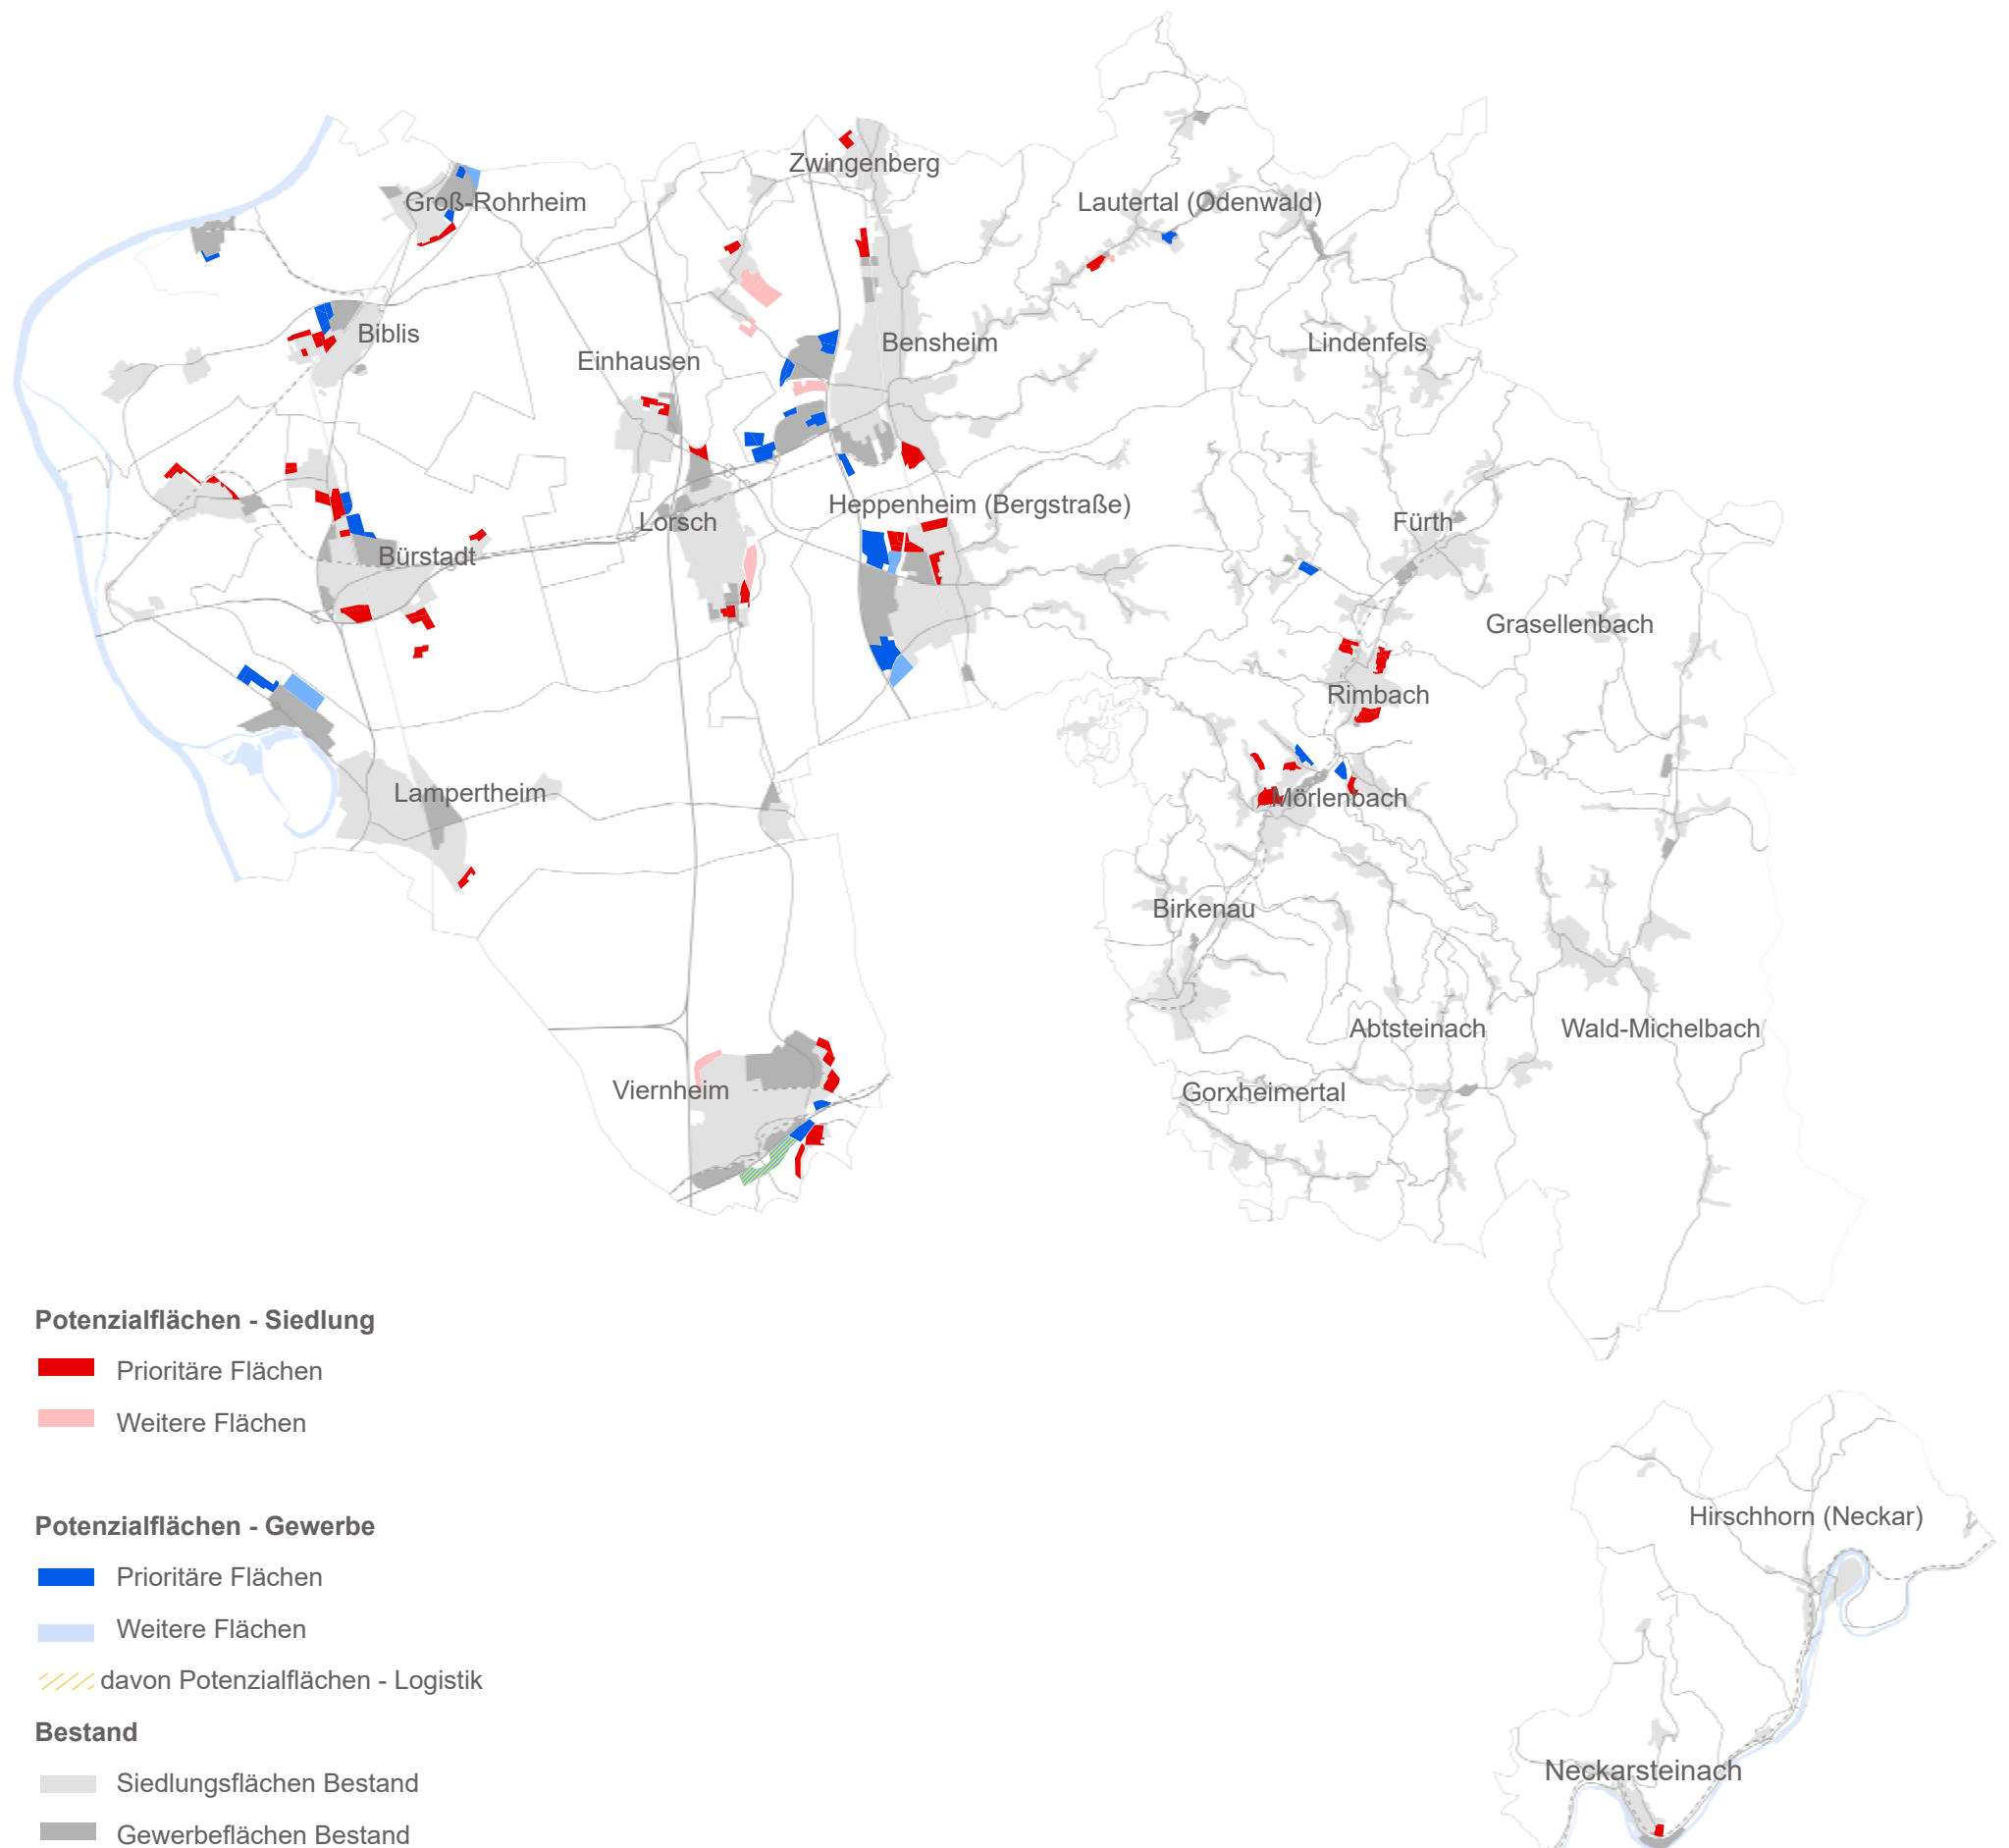 Zwingenberg
Groß-Rohrheim
Lautertal (Odenwald)
Biblis
Bensheim
Lindenfels
Einhausen
Heppenheim (Bergstraße)
Lorsch
Fürth
Bürstadt
Grasellenbach
Rimbach
Lampertheim
Mörlenbach
Birkenau
Abtsteinach
Wald-Michelbach
Viernheim
Gorxheimertal
Potenzialflächen - Siedlung
Prioritäre Flächen
Weitere Flächen
Potenzialflächen - Gewerbe
Prioritäre Flächen
Weitere Flächen
davon Potenzialflächen - Logistik
Bestand
Siedlungsflächen Bestand
Gewerbeflächen Bestand
Hirschhorn (Neckar)
Neckarsteinach